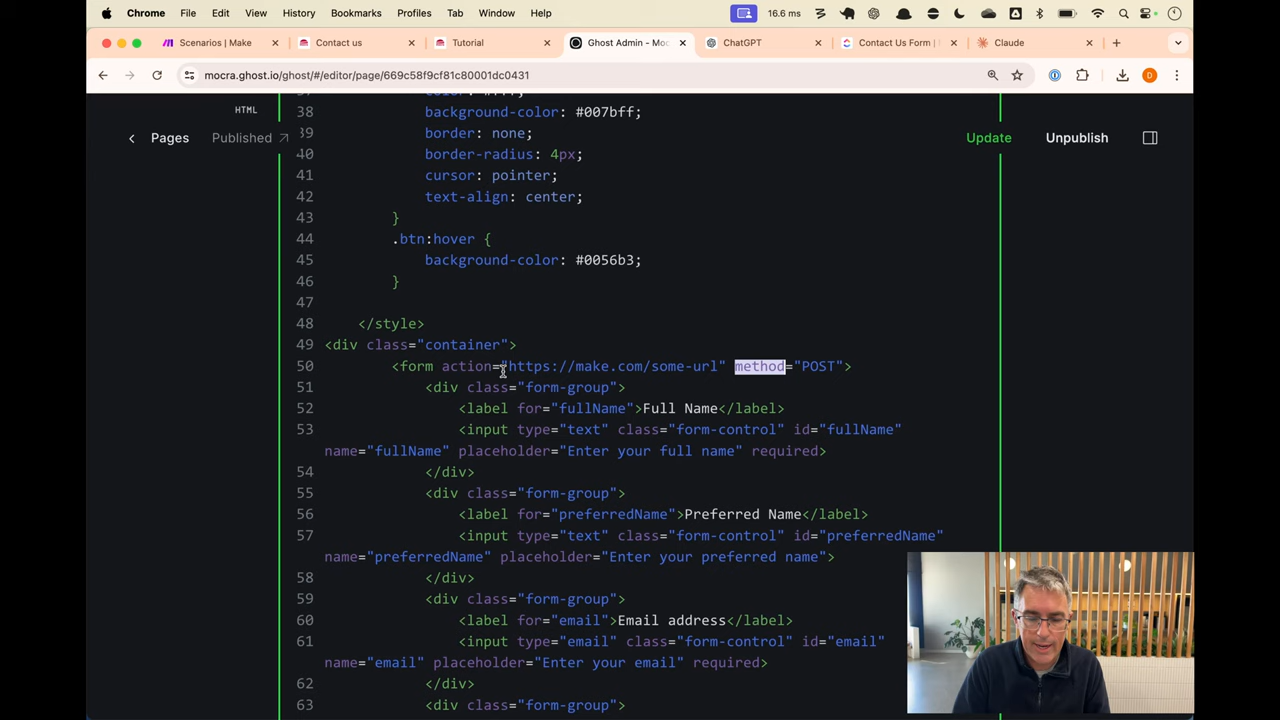 Chrome File Edit View History Bookmarks Profiles Tab Window Help 16.6 ms
Scenarios | Make Contact us Tutorial Ghost Admin - Moc ChatGPT Contact Us Form | Claude
mocra.ghost.io/ghost/#/editor/page/669c58f9cf81c80001dc0431 D
HTML
38 background-color: #007bff;
Pages Published Update Unpublish
39 border: none;
40 border-radius: 4px;
41 cursor: pointer;
42 text-align: center;
43 }
44 .btn:hover {
45 background-color: #0056b3;
46 }
47
48 </style>
49 <div class="container">
50 <form action="https://make.com/some-url" method="POST">
51 <div class="form-group">
52 <label for="fullName">Full Name</label>
53 <input type="text" class="form-control" id="fullName"
name="fullName" placeholder="Enter your full name" required>
54 </div>
55 <div class="form-group">
56 <label for="preferredName">Preferred Name</label>
57 <input type="text" class="form-control" id="preferredName"
name="preferredName" placeholder="Enter your preferred name">
58 </div>
59 <div class="form-group">
60 <label for="email">Email address</label>
61 <input type="email" class="form-control" id="email"
name="email" placeholder="Enter your email" required>
62 </div>
63 <div class="form-group">